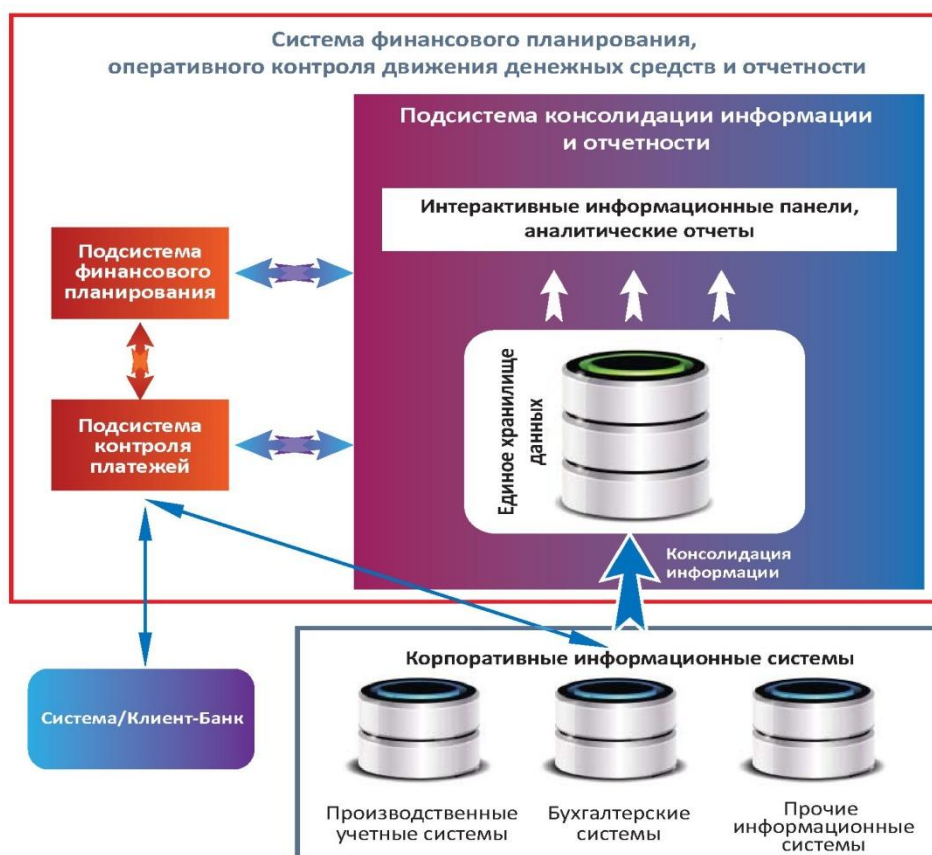 Система финансового планирования,
оперативного контроля движения денежных средств и отчетности
Подсистема консолидации информации
и отчетности
Интерактивные информационные панели,
аналитические отчеты
Подсистема
финансового
планирования
Единое хранилище
данных
Подсистема
контроля
платежей
Консолидация
информации
Корпоративные информационные системы
Система/Клиент-Банк
Производственные
учетные системы
Бухгалтерские
системы
Прочие
информационные
системы